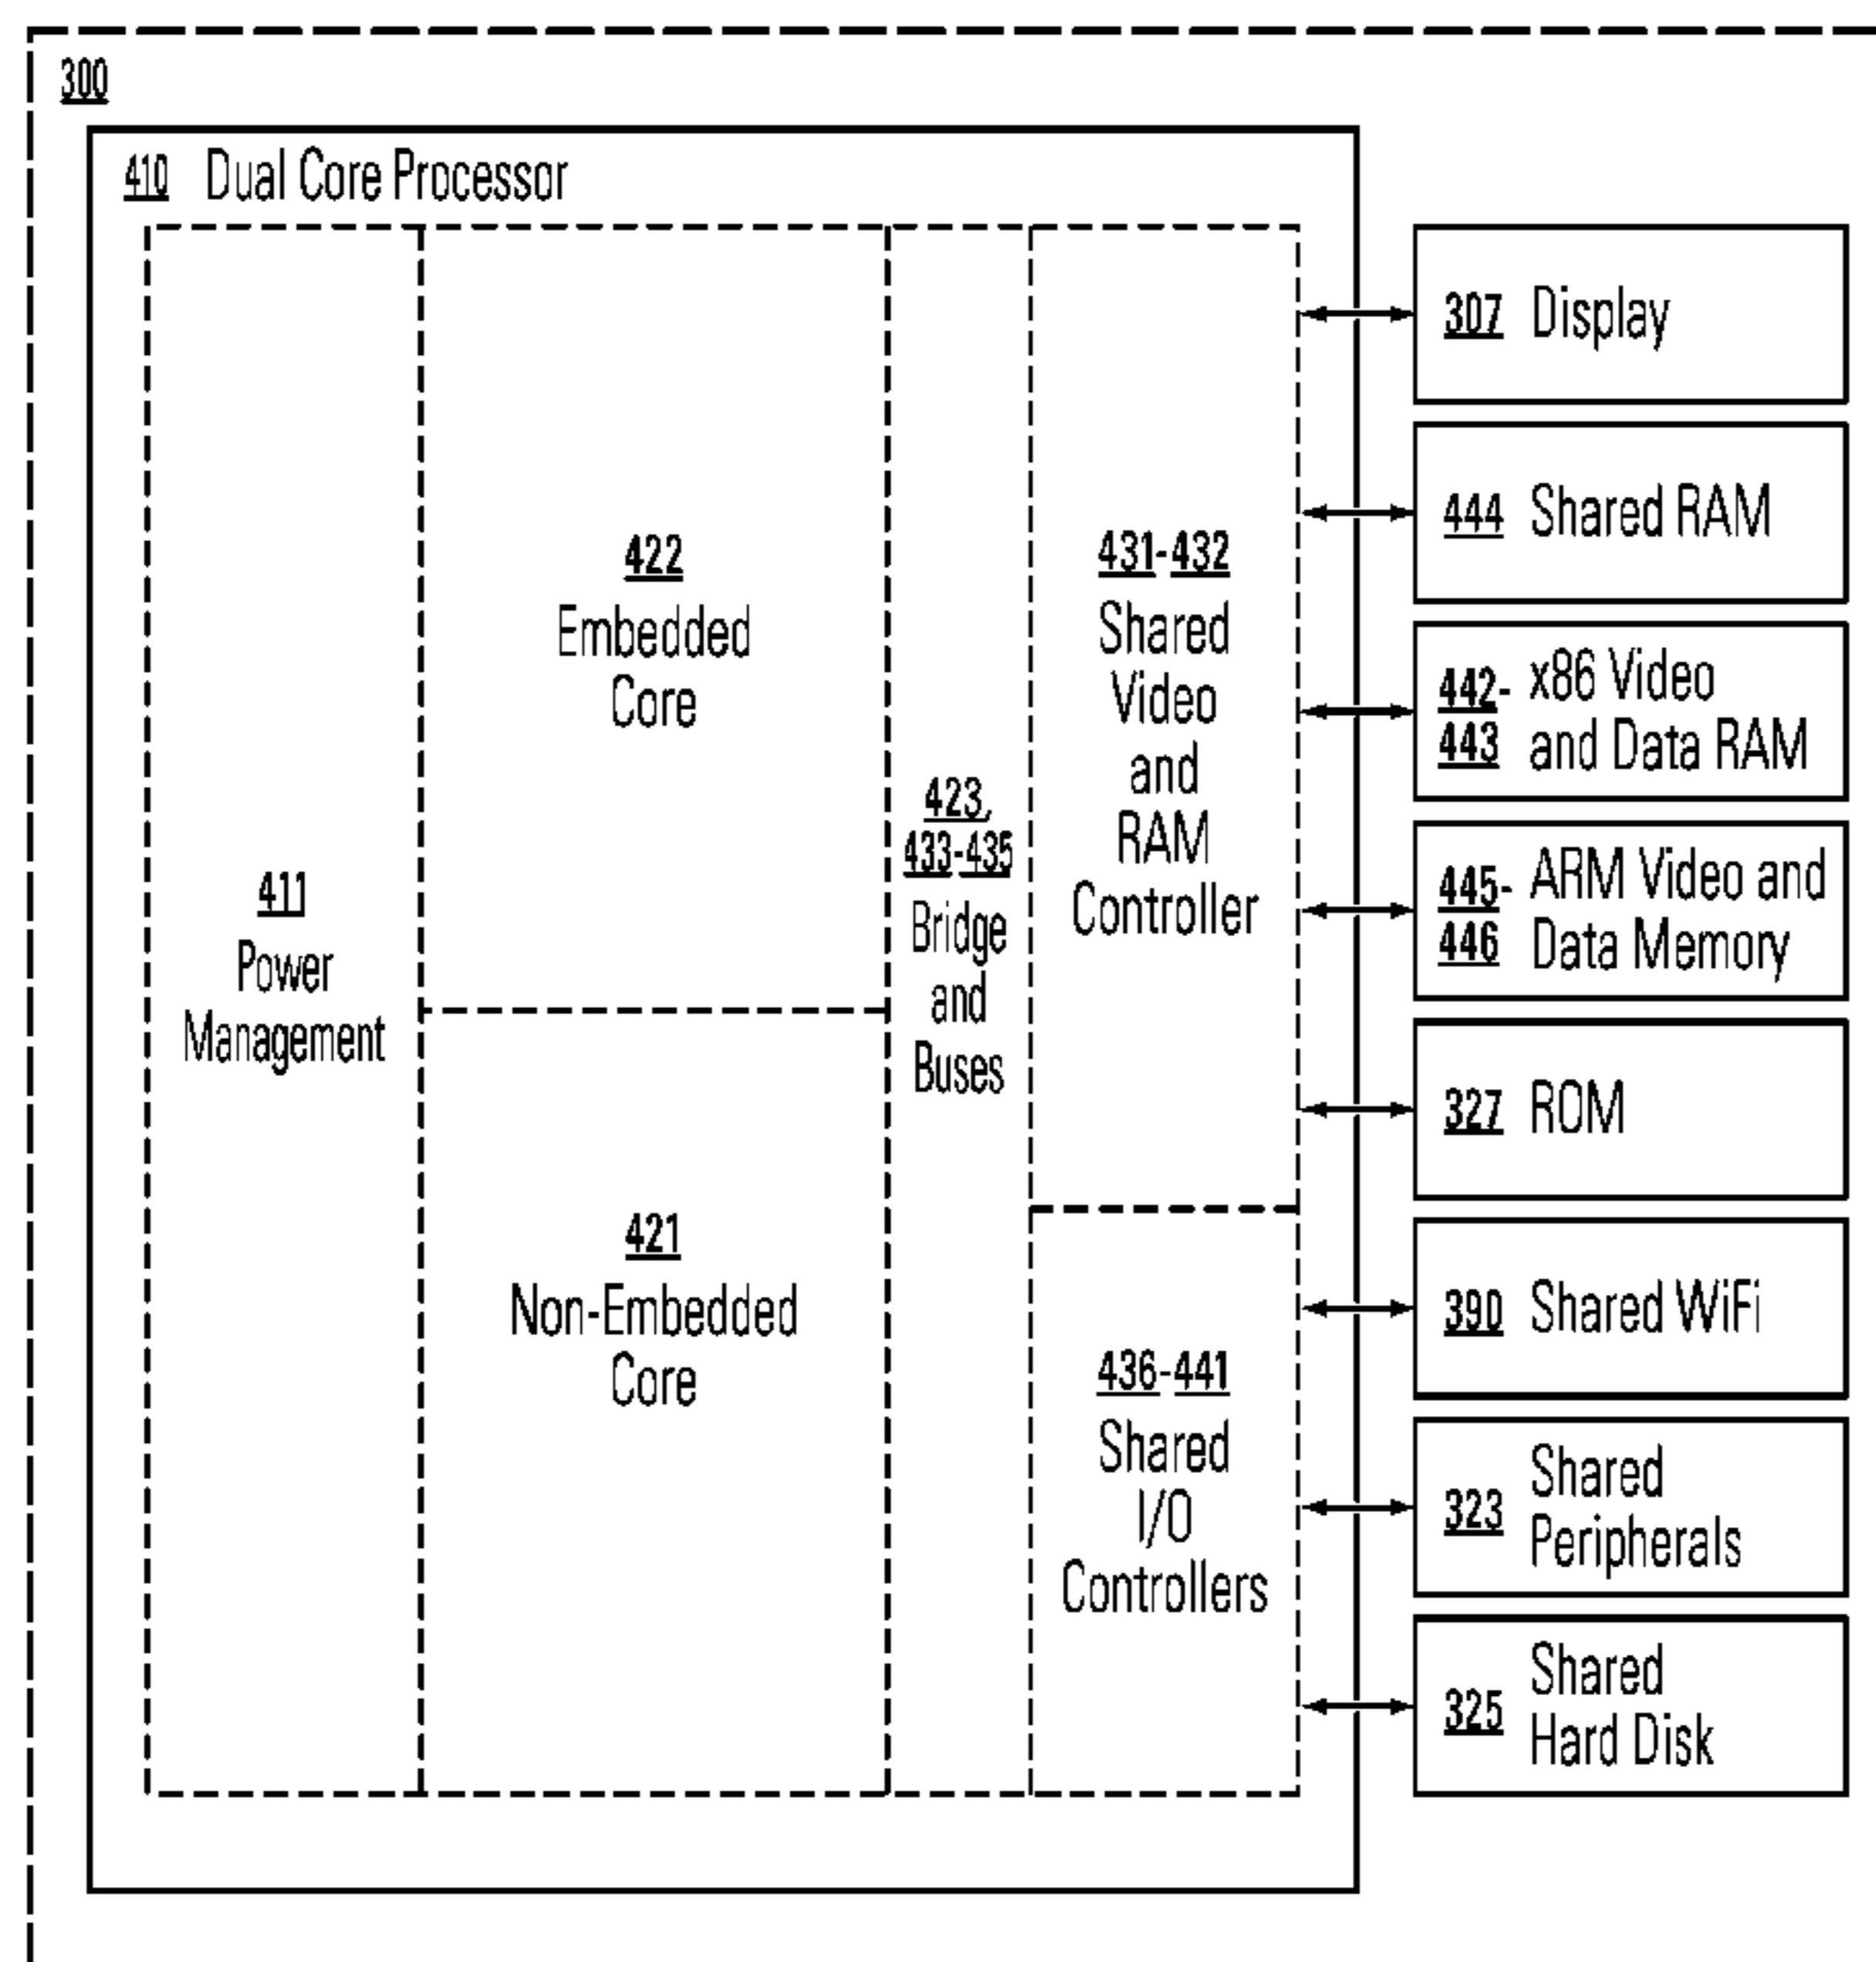 300
410 Dual Core Processor
411
Power
Management
422
Embedded
Core
421
Non-Embedded
Core
423,
433-435
Bridge
and
Buses
431-432
Shared
Video
and
RAM
Controller
436-441
Shared
I/O
Controllers
307 Display
444 Shared RAM
442- x86 Video
443 and Data RAM
445- ARM Video and
446 Data Memory
327 ROM
390 Shared WiFi
323 Shared
Peripherals
325 Shared
Hard Disk